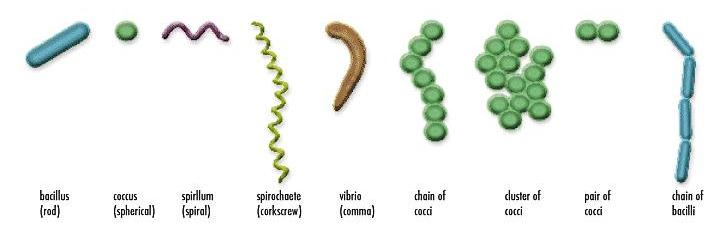 bacillus
(rod)
coccus
(spherical)
spirllum
(spiral)
spirochaete
(corkscrew)
vibrio
(comma)
chain of
cocci
cluster of
cocci
pair of
cocci
chain of
bacilli